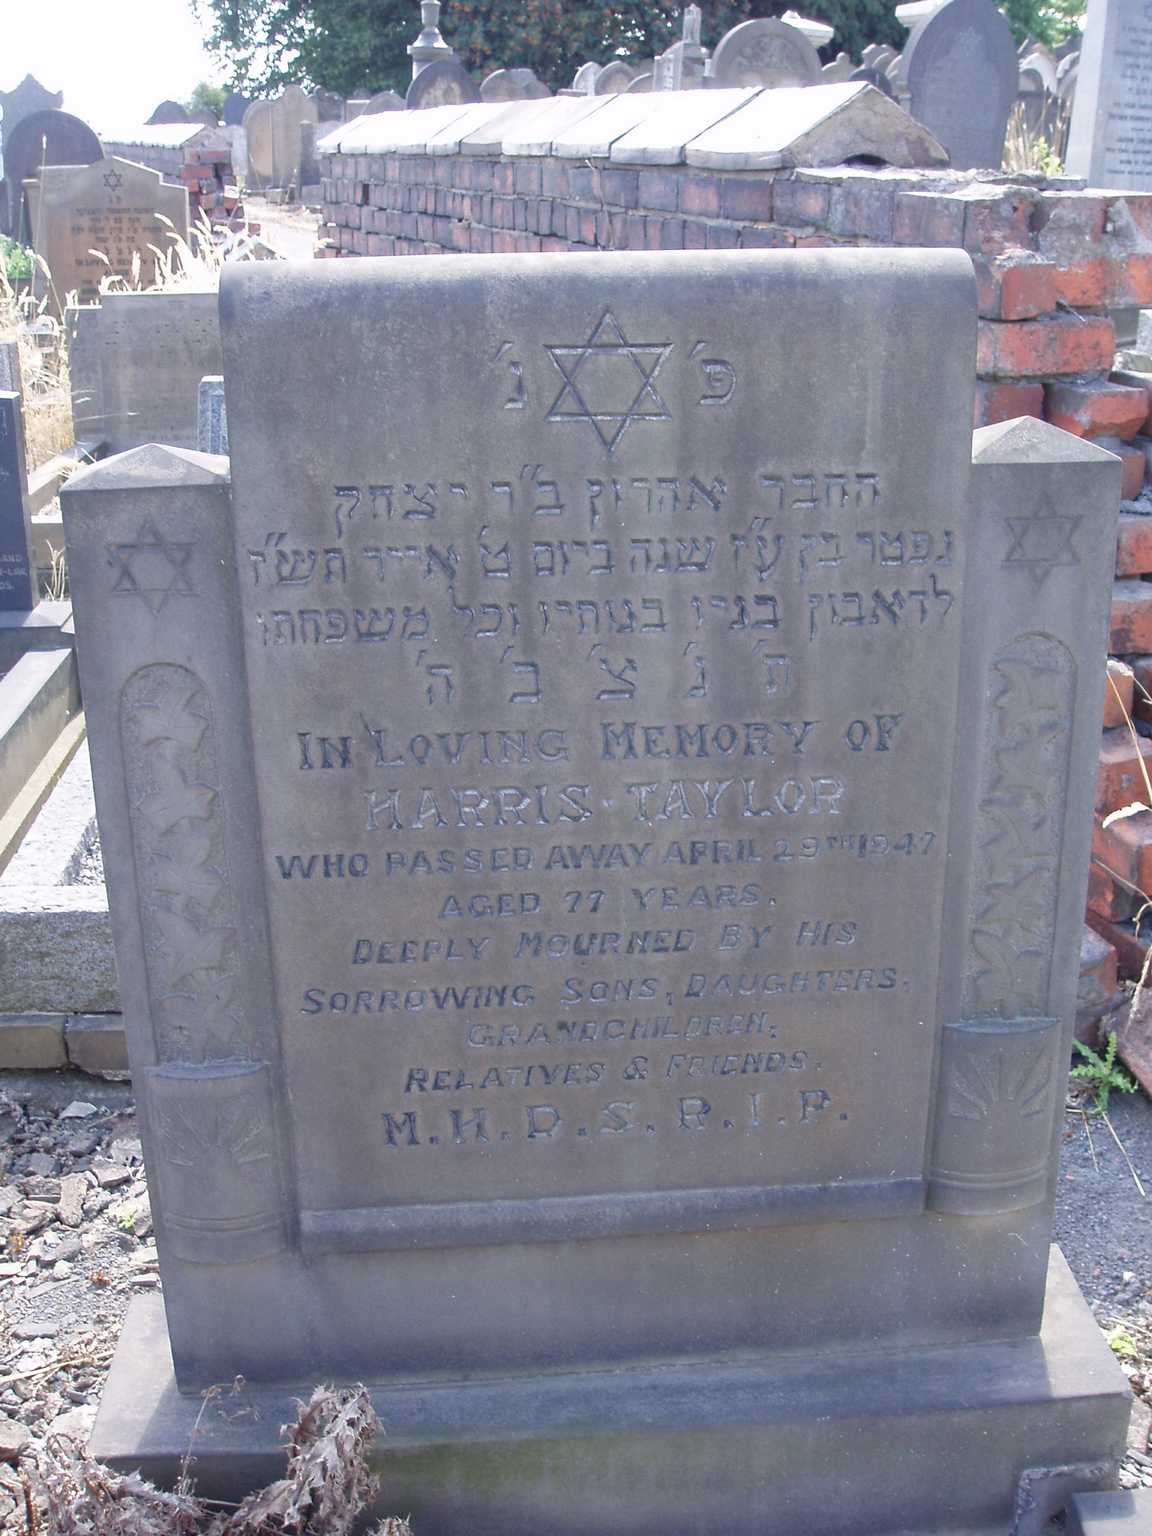 פ' נ'
החבר אהרון ב"ר יצחק
נפטר בן ע"ז שנה ביום ט' אייר תש"ז
לדאבון בניו בנותיו וכל משפחתו
ת' נ' צ' ב' ה'
IN LOVING MEMORY OF
HARRIS · TAYLOR
WHO PASSED AWAY APRIL 29TH 1947
AGED 77 YEARS.
DEEPLY MOURNED BY HIS
SORROWING SONS, DAUGHTERS,
GRANDCHILDREN,
RELATIVES & FRIENDS.
M.H.D.S.R.I.P.